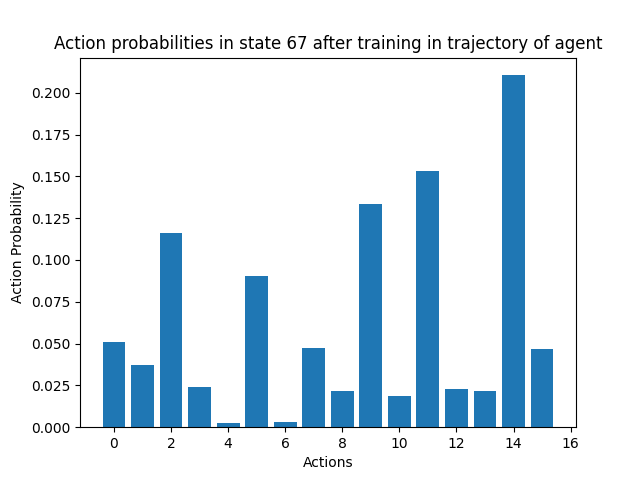 Action probabilities in state 67 after training in trajectory of agent
0.200
0.175
0.150
0.125
0.100
0.075
0.050
0.025
0.000
Action Probability
0 2 4 6 8 10 12 14 16
Actions